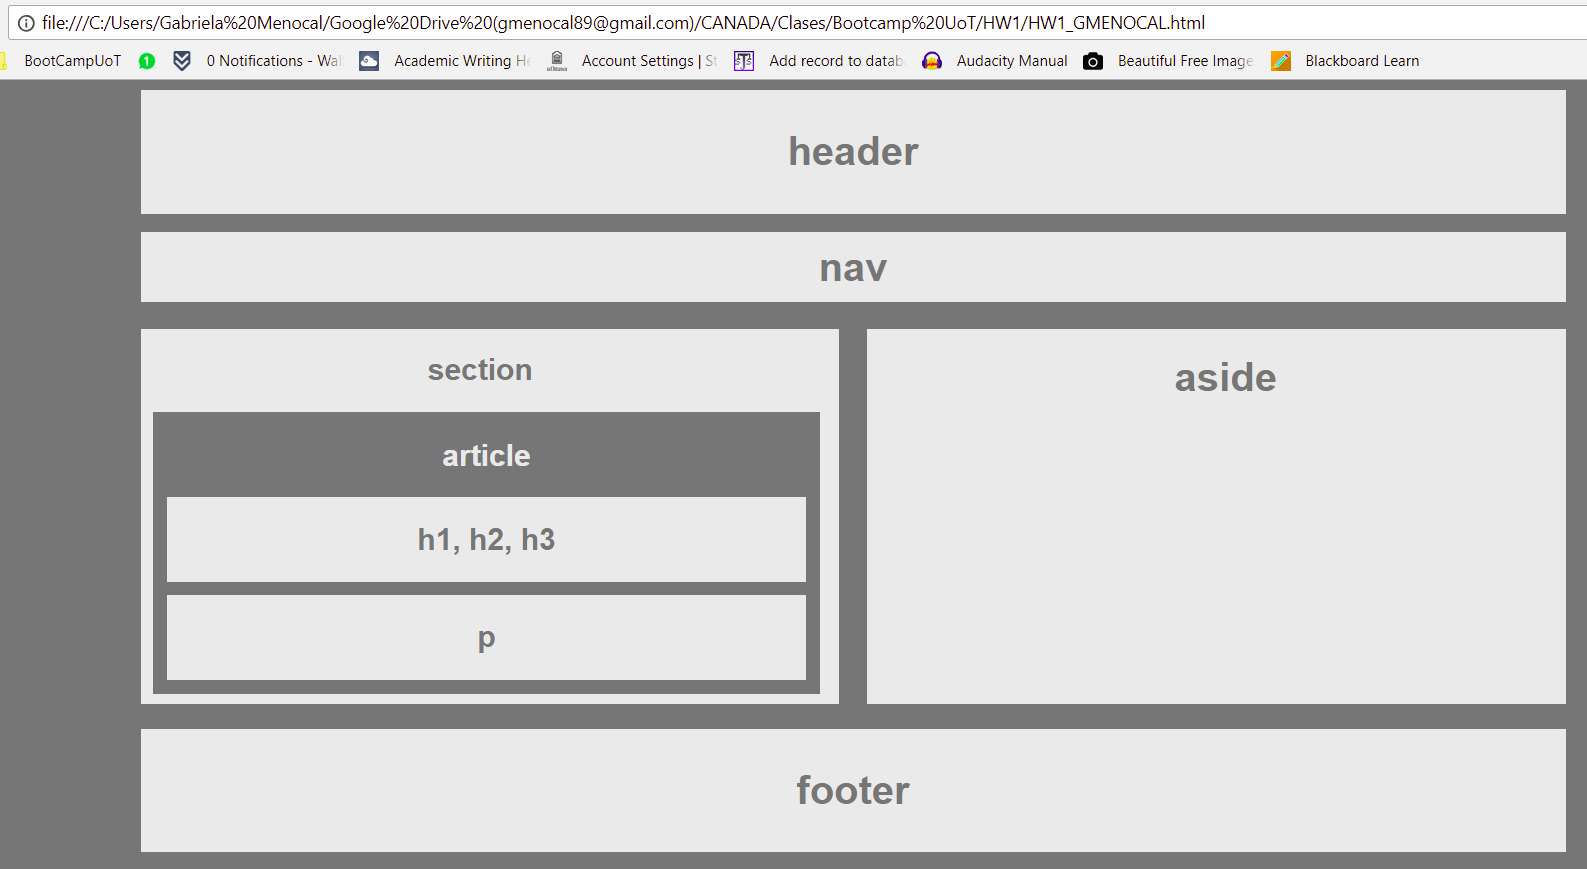 file:///C:/Users/Gabriela%20Menocal/Google%20Drive%20(gmenocal89@gmail.com)/CANADA/Clases/Bootcamp%20UoT/HW1/HW1_GMENOCAL.html
BootCampUoT 1 0 Notifications - Wal Academic Writing He Account Settings | St Add record to datab Audacity Manual Beautiful Free Image Blackboard Learn
header
nav
section
aside
article
h1, h2, h3
p
footer